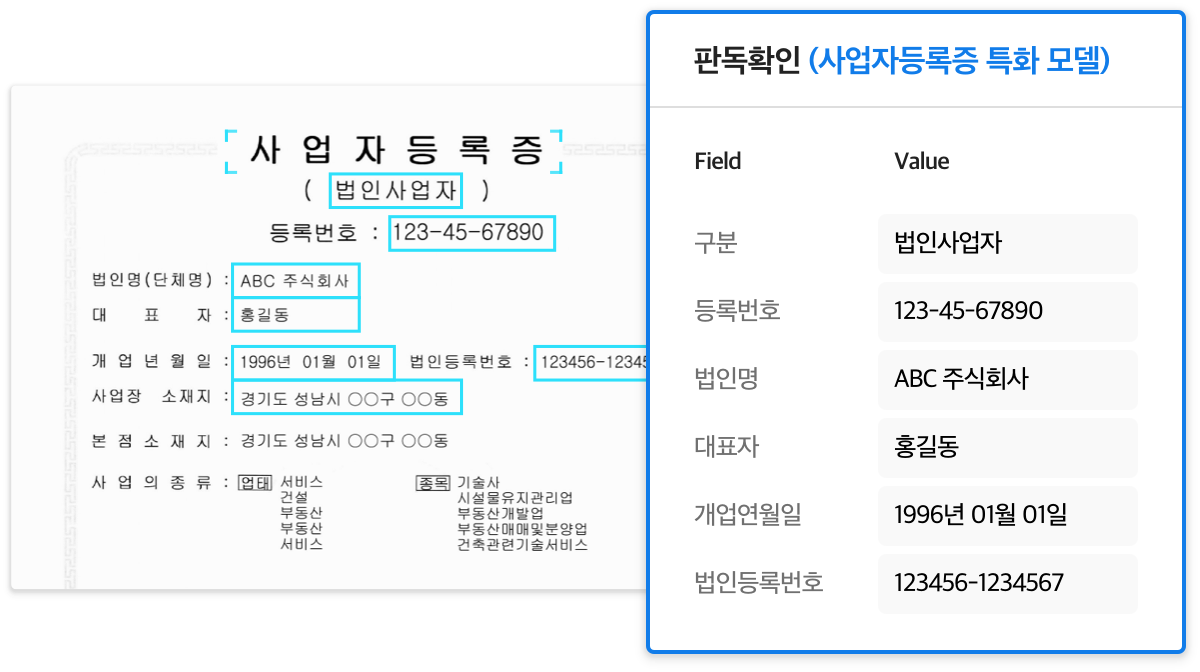 사 업 자 등 록 증
( 법인사업자 )
등록번호 : 123-45-67890
법인명(단체명) : ABC 주식회사
대 표 자 : 홍길동
개 업 년 월 일 : 1996년 01월 01일 법인등록번호 : 123456-12345
사업장 소재지 : 경기도 성남시 ○○구 ○○동
본 점 소 재 지 : 경기도 성남시 ○○구 ○○동
사 업 의 종 류 : 업태 서비스 종목 기술사
건설 시설물유지관리업
부동산 부동산개발업
부동산 부동산매매및분양업
서비스 건축관련기술서비스
판독확인 (사업자등록증 특화 모델)
Field Value
구분 법인사업자
등록번호 123-45-67890
법인명 ABC 주식회사
대표자 홍길동
개업연월일 1996년 01월 01일
법인등록번호 123456-1234567